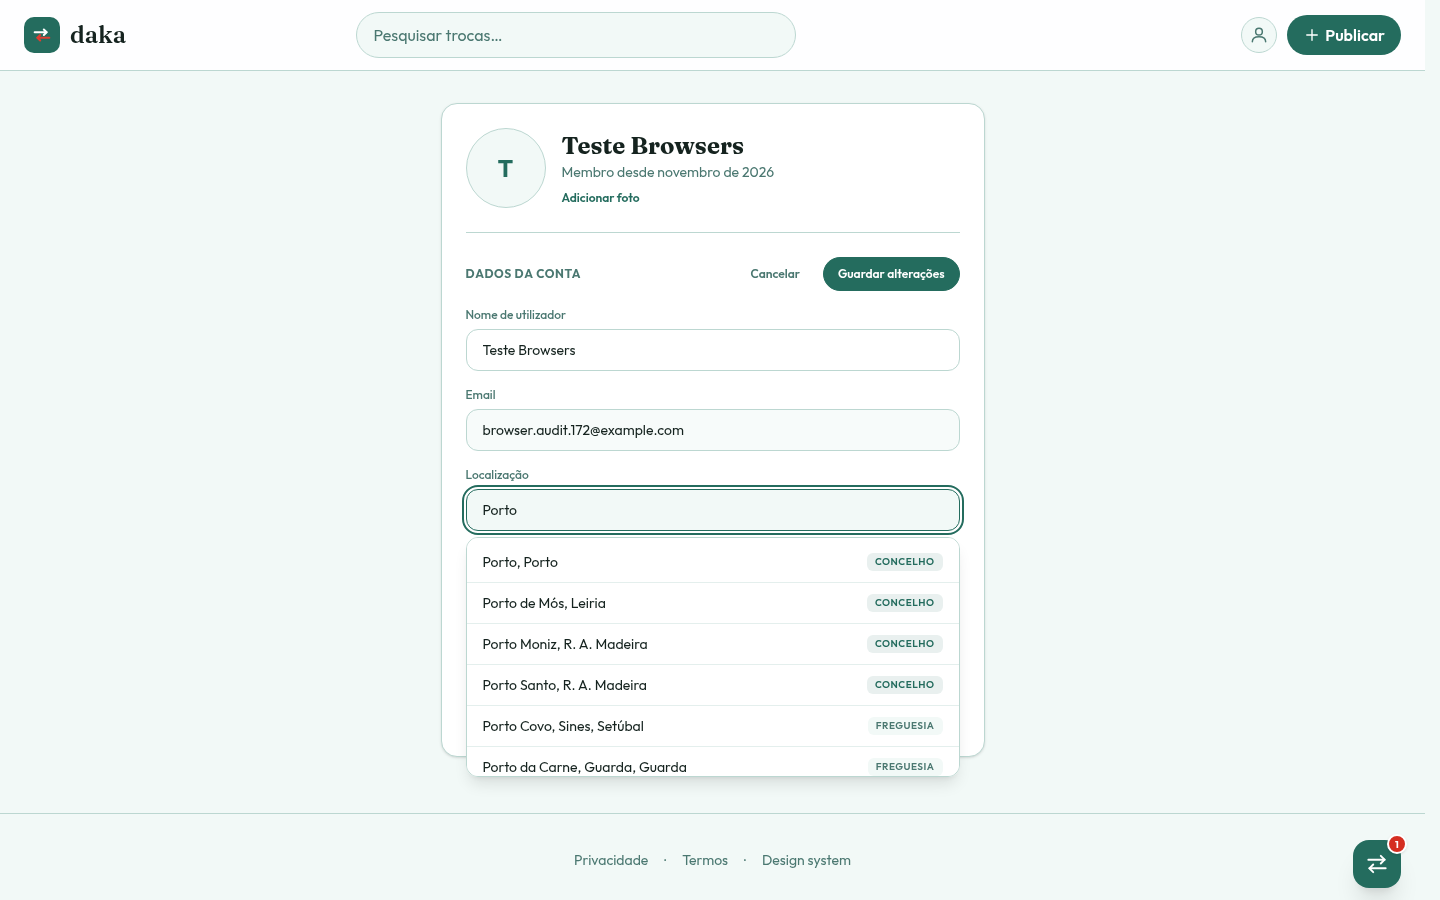 daka
Pesquisar trocas...
Publicar
T
Teste Browsers
Membro desde novembro de 2026
Adicionar foto
DADOS DA CONTA
Cancelar
Guardar alterações
Nome de utilizador
Teste Browsers
Email
browser.audit.172@example.com
Localização
Porto
Porto, Porto CONCELHO
Porto de Mós, Leiria CONCELHO
Porto Moniz, R. A. Madeira CONCELHO
Porto Santo, R. A. Madeira CONCELHO
Porto Covo, Sines, Setúbal FREGUESIA
Porto da Carne, Guarda, Guarda FREGUESIA
Privacidade · Termos · Design system
1